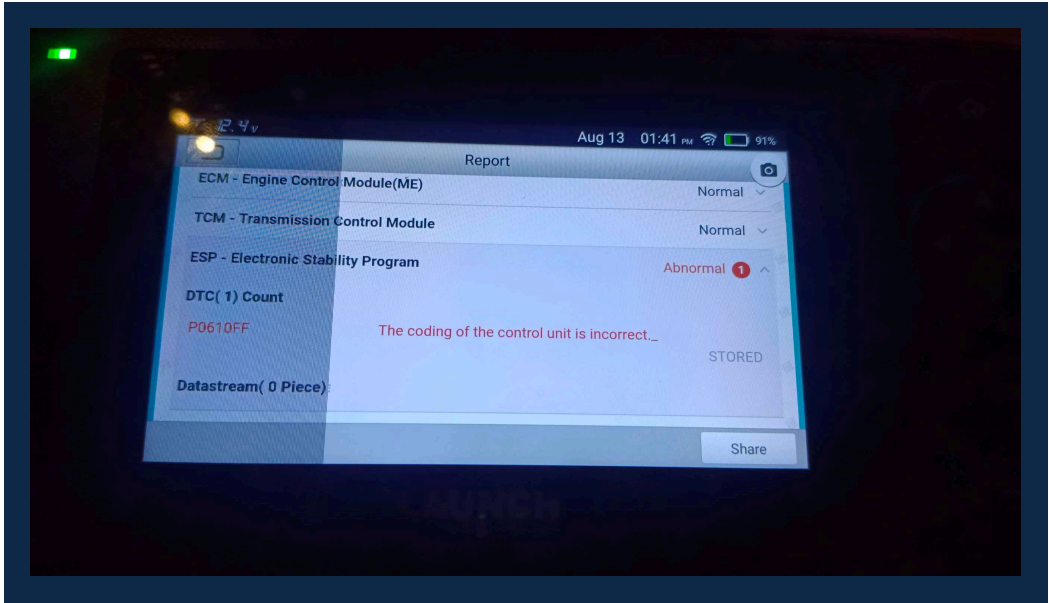 12.4v
Aug 13 01:41 PM 91%
Report
ECM - Engine Control Module(ME) Normal
TCM - Transmission Control Module Normal
ESP - Electronic Stability Program Abnormal 1
DTC( 1) Count
P0610FF The coding of the control unit is incorrect._
STORED
Datastream( 0 Piece)
Share
LAUNCH